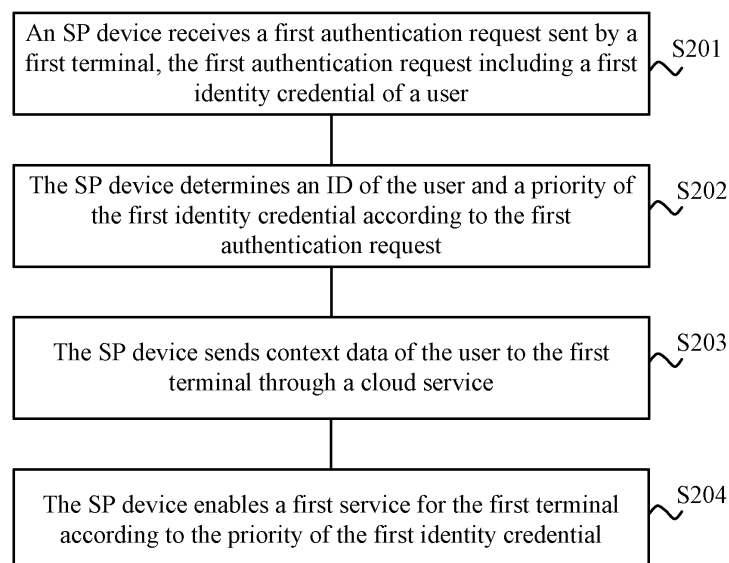 An SP device receives a first authentication request sent by a
first terminal, the first authentication request including a first
identity credential of a user
S201
The SP device determines an ID of the user and a priority of
the first identity credential according to the first
authentication request
S202
The SP device sends context data of the user to the first
terminal through a cloud service
S203
The SP device enables a first service for the first terminal
according to the priority of the first identity credential
S204